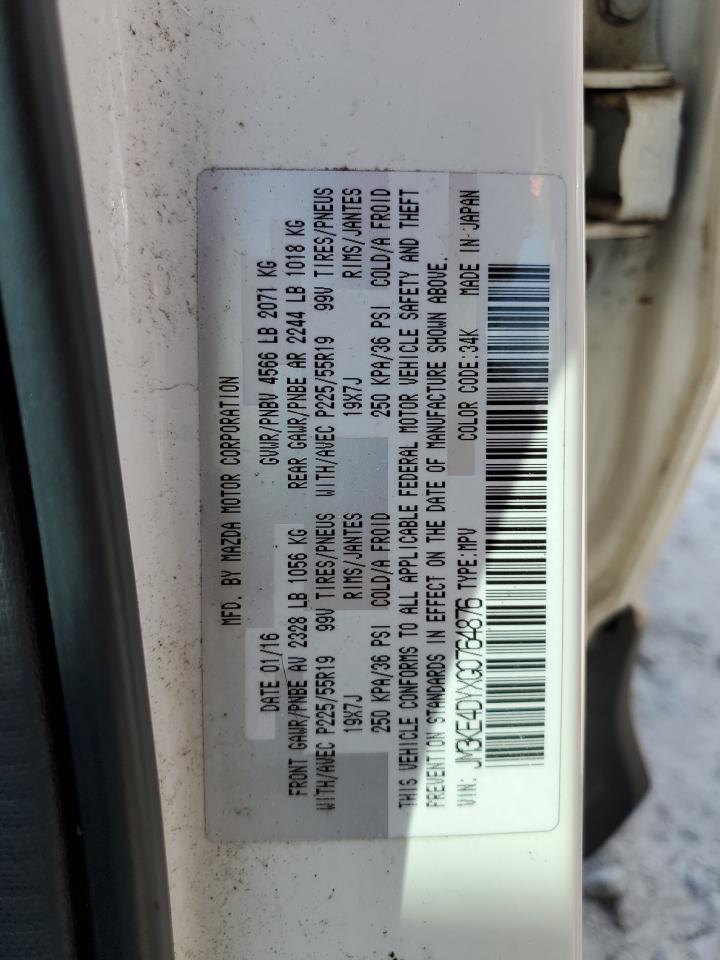 MFD. BY MAZDA MOTOR CORPORATION
DATE 01/16 GVWR/PNBV 4566 LB 2071 KG
FRONT GAWR/PNBE AV 2328 LB 1056 KG REAR GAWR/PNBE AR 2244 LB 1018 KG
WITH/AVEC P225/55R19 99V TIRES/PNEUS WITH/AVEC P225/55R19 99V TIRES/PNEUS
19X7J RIMS/JANTES 19X7J RIMS/JANTES
250 KPA/36 PSI COLD/A FROID 250 KPA/36 PSI COLD/A FROID
THIS VEHICLE CONFORMS TO ALL APPLICABLE FEDERAL MOTOR VEHICLE SAFETY AND THEFT
PREVENTION STANDARDS IN EFFECT ON THE DATE OF MANUFACTURE SHOWN ABOVE.
VIN: JM3KE4DYXG0764876 TYPE:MPV COLOR CODE:34K MADE IN JAPAN